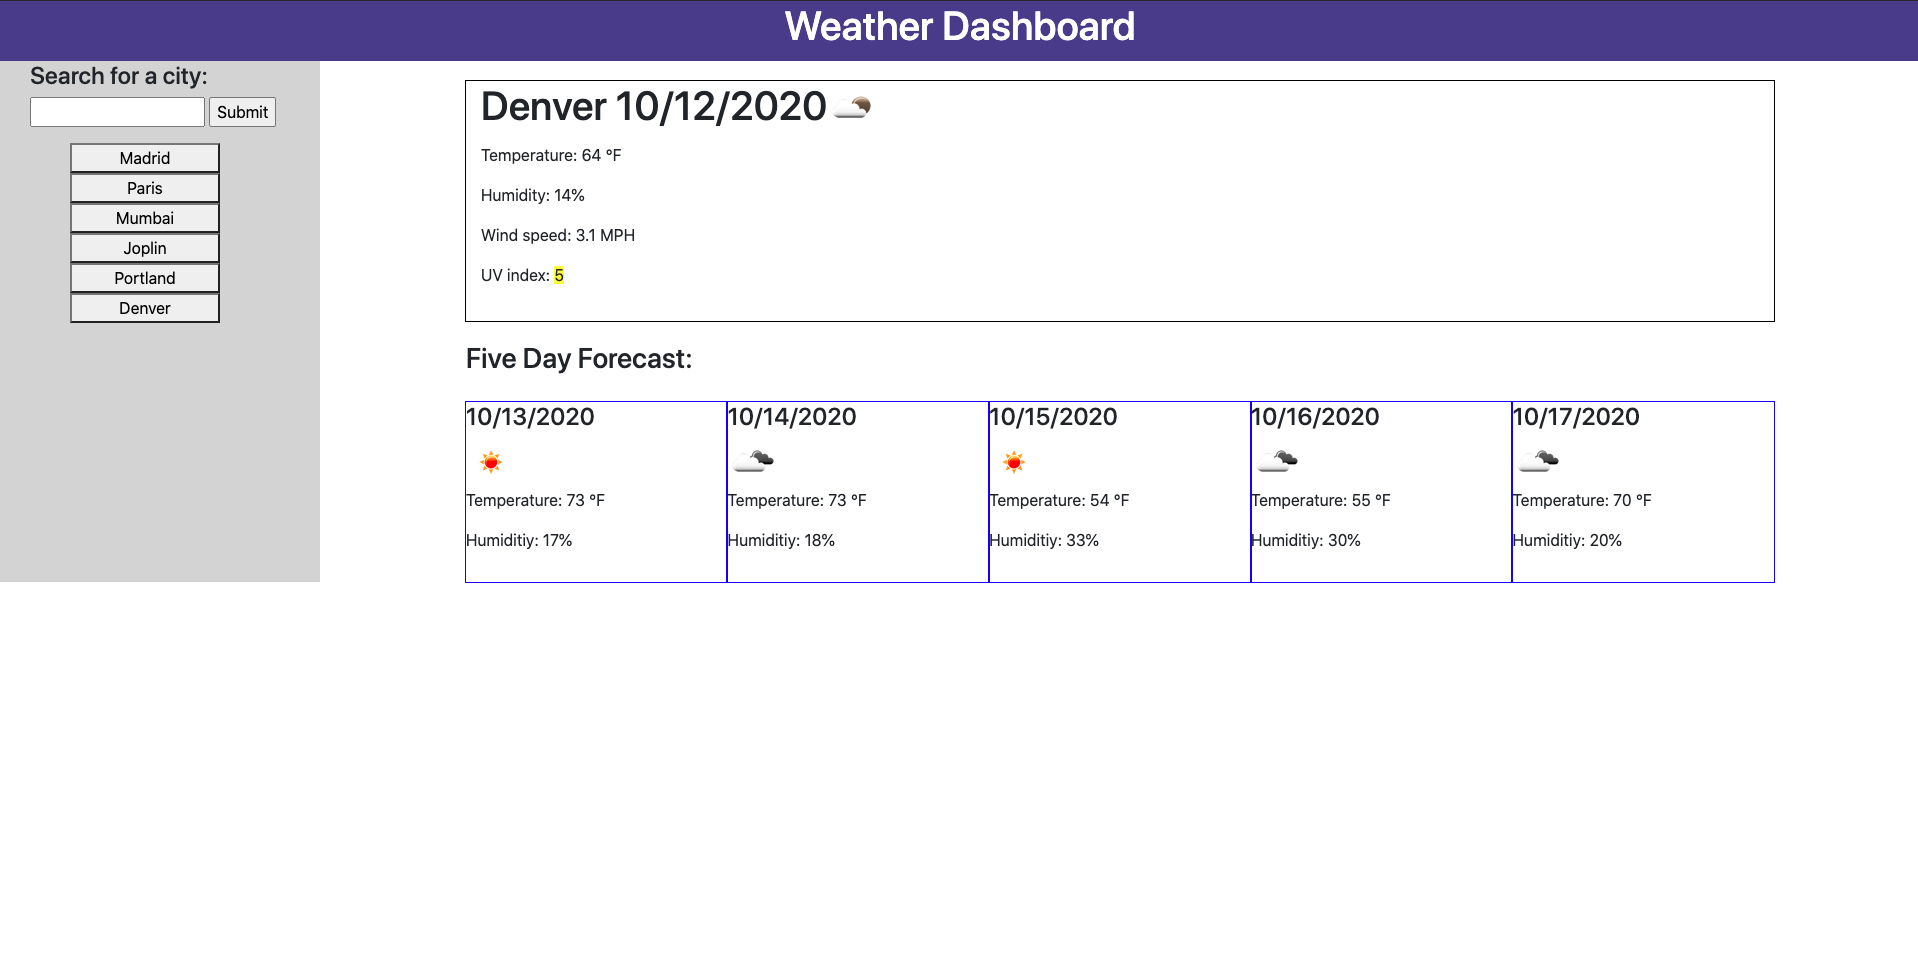 Weather Dashboard
Search for a city:
Submit
Madrid
Paris
Mumbai
Joplin
Portland
Denver
Denver 10/12/2020
Temperature: 64 °F
Humidity: 14%
Wind speed: 3.1 MPH
UV index: 5
Five Day Forecast:
10/13/2020
Temperature: 73 °F
Humiditiy: 17%
10/14/2020
Temperature: 73 °F
Humiditiy: 18%
10/15/2020
Temperature: 54 °F
Humiditiy: 33%
10/16/2020
Temperature: 55 °F
Humiditiy: 30%
10/17/2020
Temperature: 70 °F
Humiditiy: 20%